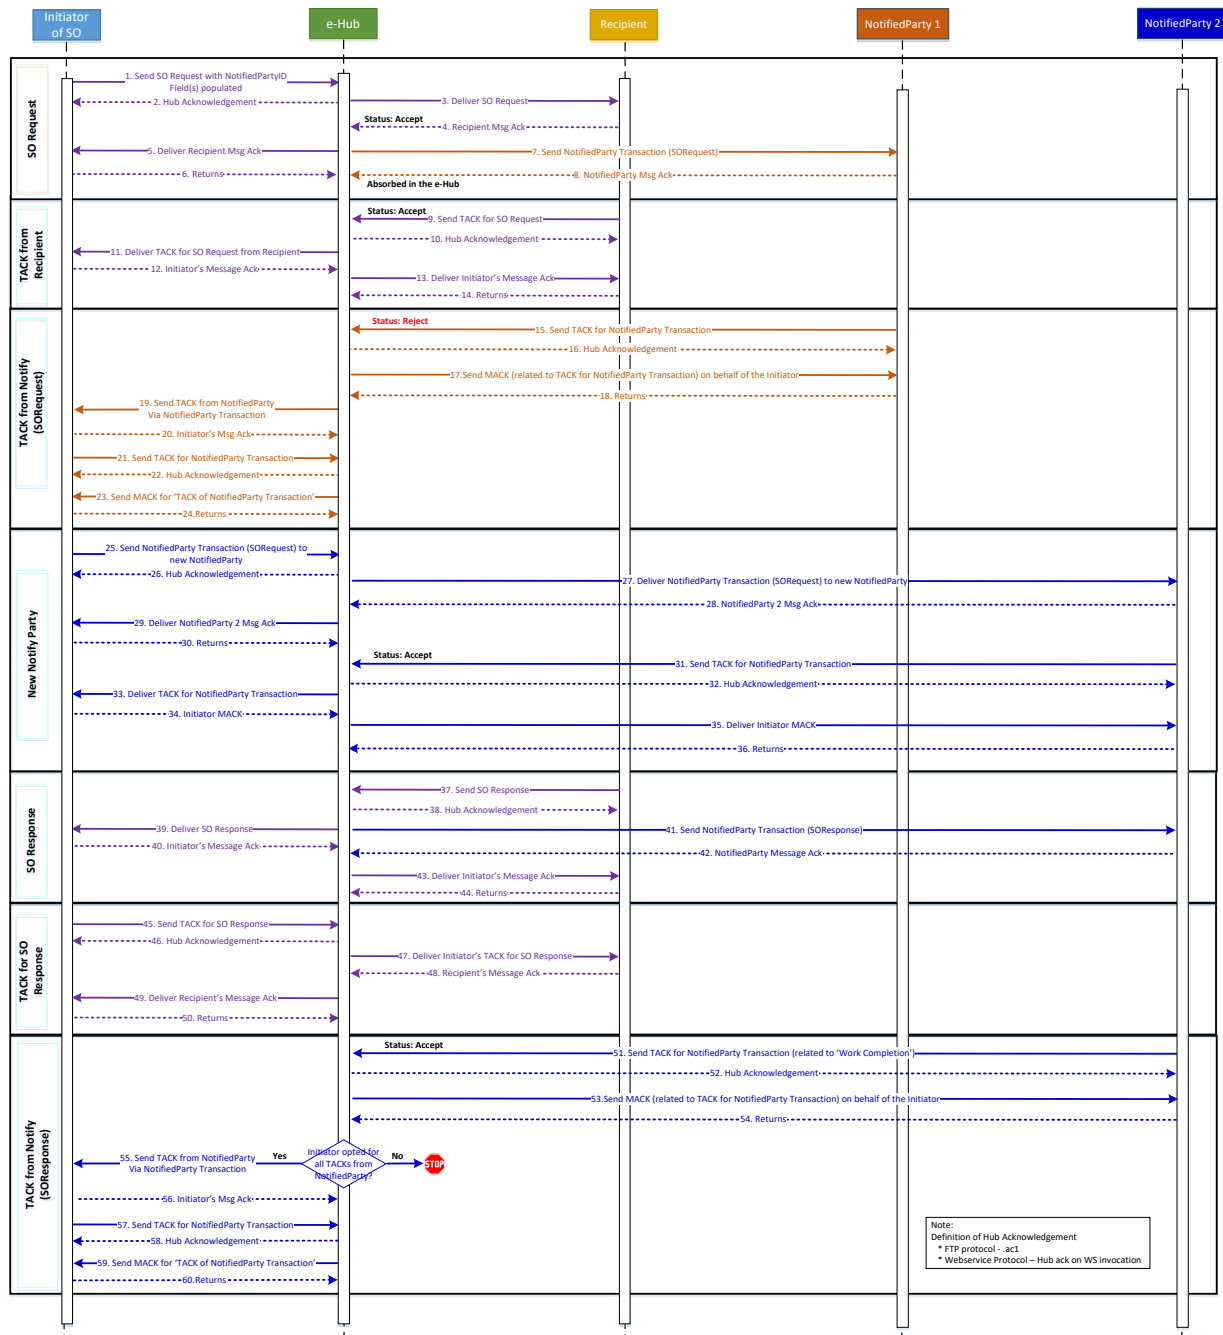 Initiator
of SO
e-Hub
Recipient
NotifiedParty 1
NotifiedParty 2
SO Request
1. Send SO Request with NotifiedPartyID
Field(s) populated
2. Hub Acknowledgement
3. Deliver SO Request
Status: Accept
4. Recipient Msg Ack
5. Deliver Recipient Msg Ack
7. Send NotifiedParty Transaction (SORequest)
6. Returns
8. NotifiedParty Msg Ack
Absorbed in the e-Hub
TACK from
Recipient
Status: Accept
9. Send TACK for SO Request
10. Hub Acknowledgement
11. Deliver TACK for SO Request from Recipient
12. Initiator's Message Ack
13. Deliver Initiator's Message Ack
14. Returns
TACK from Notify
(SORequest)
Status: Reject
15. Send TACK for NotifiedParty Transaction
16. Hub Acknowledgement
17.Send MACK (related to TACK for NotifiedParty Transaction) on behalf of the Initiator
18. Returns
19. Send TACK from NotifiedParty
Via NotifiedParty Transaction
20. Initiator's Msg Ack
21. Send TACK for NotifiedParty Transaction
22. Hub Acknowledgement
23. Send MACK for 'TACK of NotifiedParty Transaction'
24.Returns
New Notify Party
25. Send NotifiedParty Transaction (SORequest) to
new NotifiedParty
26. Hub Acknowledgement
27. Deliver NotifiedParty Transaction (SORequest) to new NotifiedParty
28. NotifiedParty 2 Msg Ack
29. Deliver NotifiedParty 2 Msg Ack
30. Returns
Status: Accept
31. Send TACK for NotifiedParty Transaction
32. Hub Acknowledgement
33. Deliver TACK for NotifiedParty Transaction
34. Initiator MACK
35. Deliver Initiator MACK
36. Returns
SO Response
37. Send SO Response
38. Hub Acknowledgement
39. Deliver SO Response
41. Send NotifiedParty Transaction (SOResponse)
40. Initiator's Message Ack
42. NotifiedParty Message Ack
43. Deliver Initiator's Message Ack
44. Returns
TACK for SO
Response
45. Send TACK for SO Response
46. Hub Acknowledgement
47. Deliver Initiator's TACK for SO Response
48. Recipient's Message Ack
49. Deliver Recipient's Message Ack
50. Returns
TACK from Notify
(SOResponse)
Status: Accept
51. Send TACK for NotifiedParty Transaction (related to 'Work Completion')
52. Hub Acknowledgement
53.Send MACK (related to TACK for NotifiedParty Transaction) on behalf of the Initiator
54. Returns
55. Send TACK from NotifiedParty
Via NotifiedParty Transaction
Yes
Initiator opted for
all TACKs from
NotifiedParty?
No
STOP
56. Initiator's Msg Ack
57. Send TACK for NotifiedParty Transaction
58. Hub Acknowledgement
59. Send MACK for 'TACK of NotifiedParty Transaction'
60.Returns
Note:
Definition of Hub Acknowledgement
* FTP protocol - .ac1
* Webservice Protocol – Hub ack on WS invocation